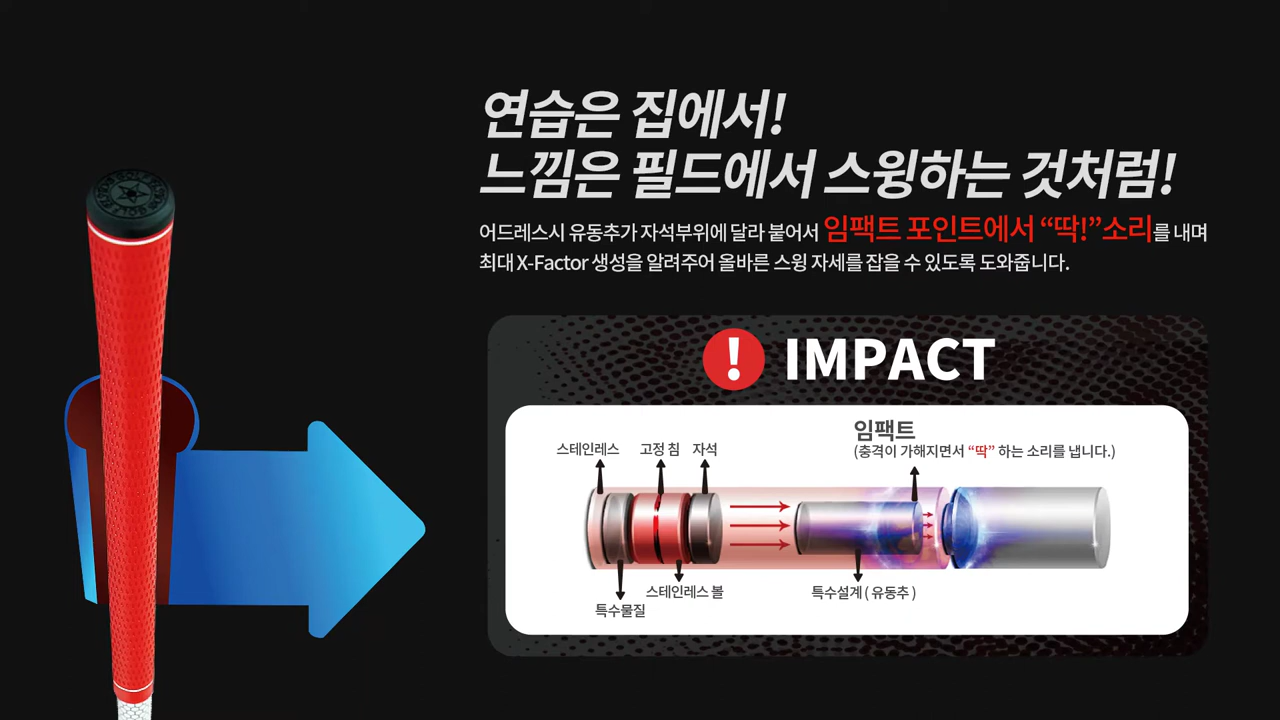 연습은 집에서!
느낌은 필드에서 스윙하는 것처럼!
어드레스시 유동추가 자석부위에 달라 붙어서 임팩트 포인트에서 “딱!”소리를 내며
최대 X-Factor 생성을 알려주어 올바른 스윙 자세를 잡을 수 있도록 도와줍니다.
! IMPACT
임팩트
(충격이 가해지면서 “딱” 하는 소리를 냅니다.)
스테인레스 고정 침 자석
스테인레스 볼 특수설계 ( 유동추 )
특수물질